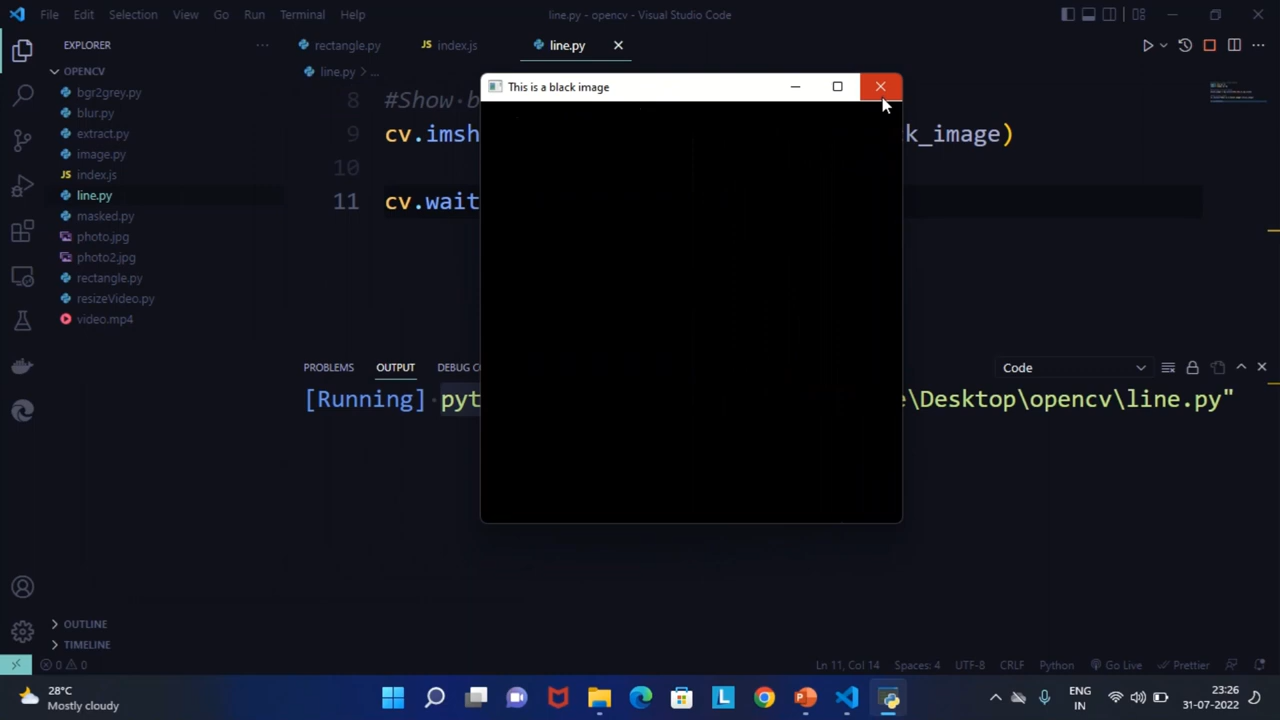 File Edit Selection View Go Run Terminal Help
line.py - opencv - Visual Studio Code
EXPLORER
OPENCV
bgr2grey.py
blur.py
extract.py
image.py
JS index.js
line.py
masked.py
photo.jpg
photo2.jpg
rectangle.py
resizeVideo.py
video.mp4
OUTLINE
TIMELINE
rectangle.py JS index.js line.py
line.py > ...
8 #Show b
9 cv.imsh k_image)
10
11 cv.wait
This is a black image
PROBLEMS OUTPUT DEBUG C Code
[Running] pyt e\Desktop\opencv\line.py"
0 0 Ln 11, Col 14 Spaces: 4 UTF-8 CRLF Python Go Live Prettier
28°C
Mostly cloudy
ENG
IN
23:26
31-07-2022